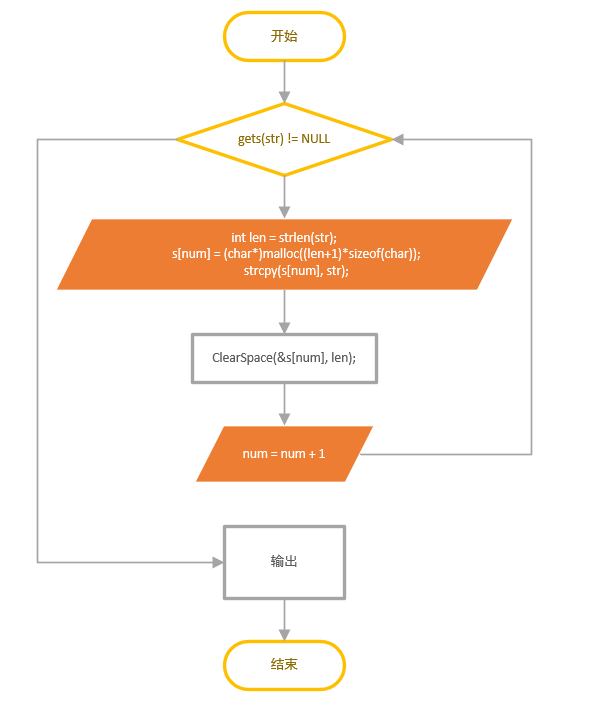 开始
gets(str) != NULL
int len = strlen(str);
s[num] = (char*)malloc((len+1)*sizeof(char));
strcpy(s[num], str);
ClearSpace(&s[num], len);
num = num + 1
输出
结束